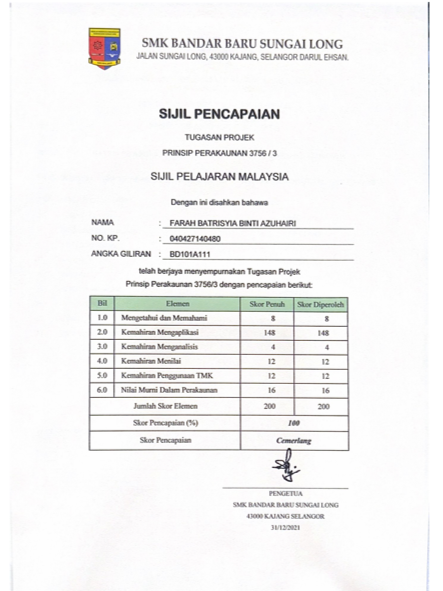 SMK BANDAR BARU SUNGAI LONG
JALAN SUNGAI LONG, 43000 KAJANG, SELANGOR DARUL EHSAN.
SIJIL PENCAPAIAN
TUGASAN PROJEK
PRINSIP PERAKAUNAN 3756 / 3
SIJIL PELAJARAN MALAYSIA
Dengan ini disahkan bahawa
NAMA : FARAH BATRISYIA BINTI AZUHAIRI
NO. KP. : 040427140480
ANGKA GILIRAN : BD101A111
telah berjaya menyempurnakan Tugasan Projek
Prinsip Perakaunan 3756/3 dengan pencapaian berikut:
Bil Elemen Skor Penuh Skor Diperoleh
1.0 Mengetahui dan Memahami 8 8
2.0 Kemahiran Mengaplikasi 148 148
3.0 Kemahiran Menganalisis 4 4
4.0 Kemahiran Menilai 12 12
5.0 Kemahiran Penggunaan TMK 12 12
6.0 Nilai Murni Dalam Perakaunan 16 16
Jumlah Skor Elemen 200 200
Skor Pencapaian (%) 100
Skor Pencapaian Cemerlang
PENGETUA
SMK BANDAR BARU SUNGAI LONG
43000 KAJANG SELANGOR
31/12/2021